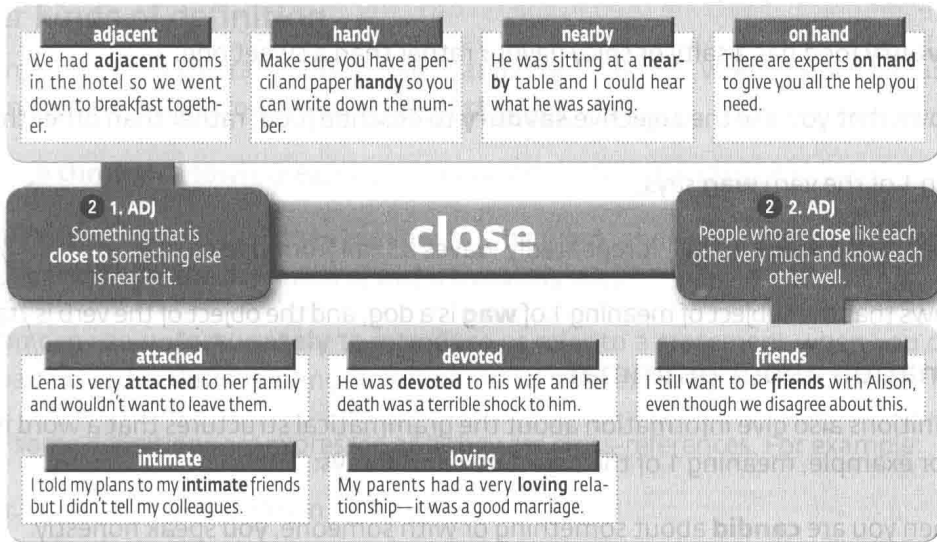 adjacent
We had adjacent rooms
in the hotel so we went
down to breakfast togeth-
er.
handy
Make sure you have a pen-
cil and paper handy so you
can write down the num-
ber.
nearby
He was sitting at a near-
by table and I could hear
what he was saying.
on hand
There are experts on hand
to give you all the help you
need.
2 1. ADJ
Something that is
close to something else
is near to it.
close
2 2. ADJ
People who are close like each
other very much and know each
other well.
attached
Lena is very attached to her family
and wouldn't want to leave them.
devoted
He was devoted to his wife and her
death was a terrible shock to him.
friends
I still want to be friends with Alison,
even though we disagree about this.
intimate
I told my plans to my intimate friends
but I didn't tell my colleagues.
loving
My parents had a very loving rela-
tionship—it was a good marriage.